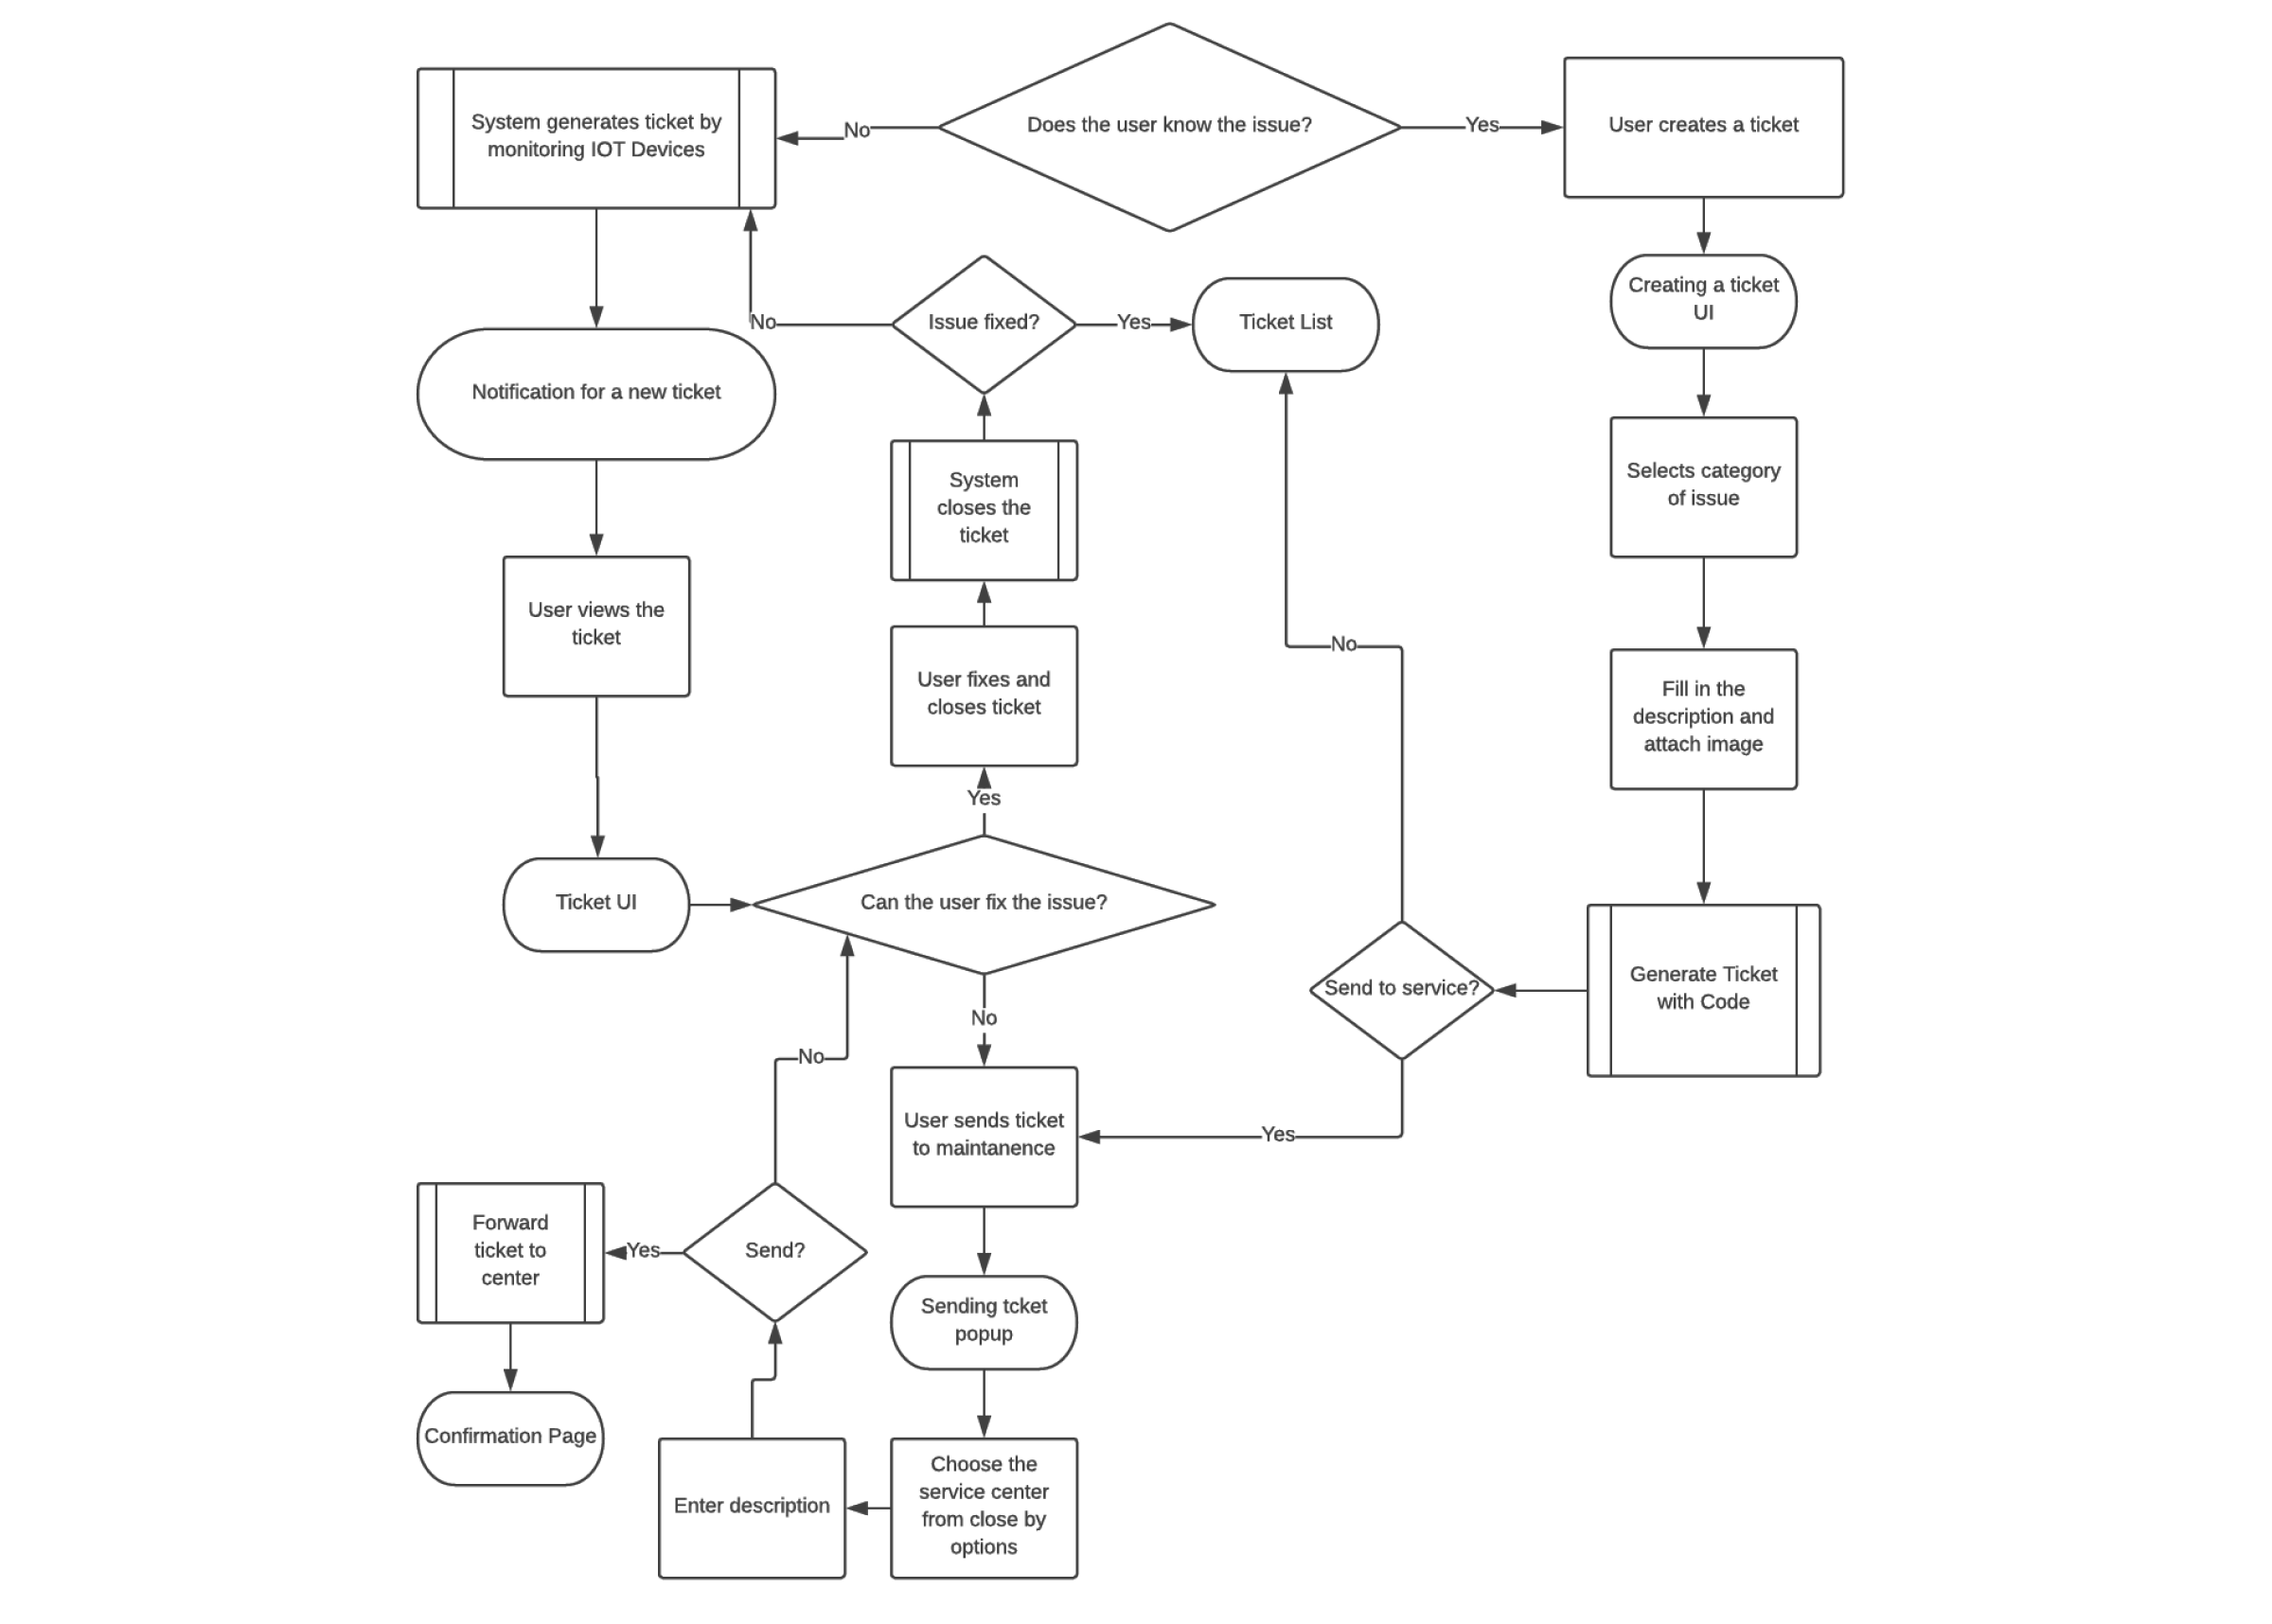 Does the user know the issue?
No
Yes
System generates ticket by
monitoring IOT Devices
User creates a ticket
Creating a ticket
UI
Issue fixed?
No
Yes
Ticket List
Notification for a new ticket
Selects category
of issue
System
closes the
ticket
User views the
ticket
User fixes and
closes ticket
No
Fill in the
description and
attach image
Yes
Ticket UI
Can the user fix the issue?
Send to service?
Generate Ticket
with Code
No
No
User sends ticket
to maintanence
Yes
Forward
ticket to
center
Yes
Send?
Sending tcket
popup
Confirmation Page
Enter description
Choose the
service center
from close by
options